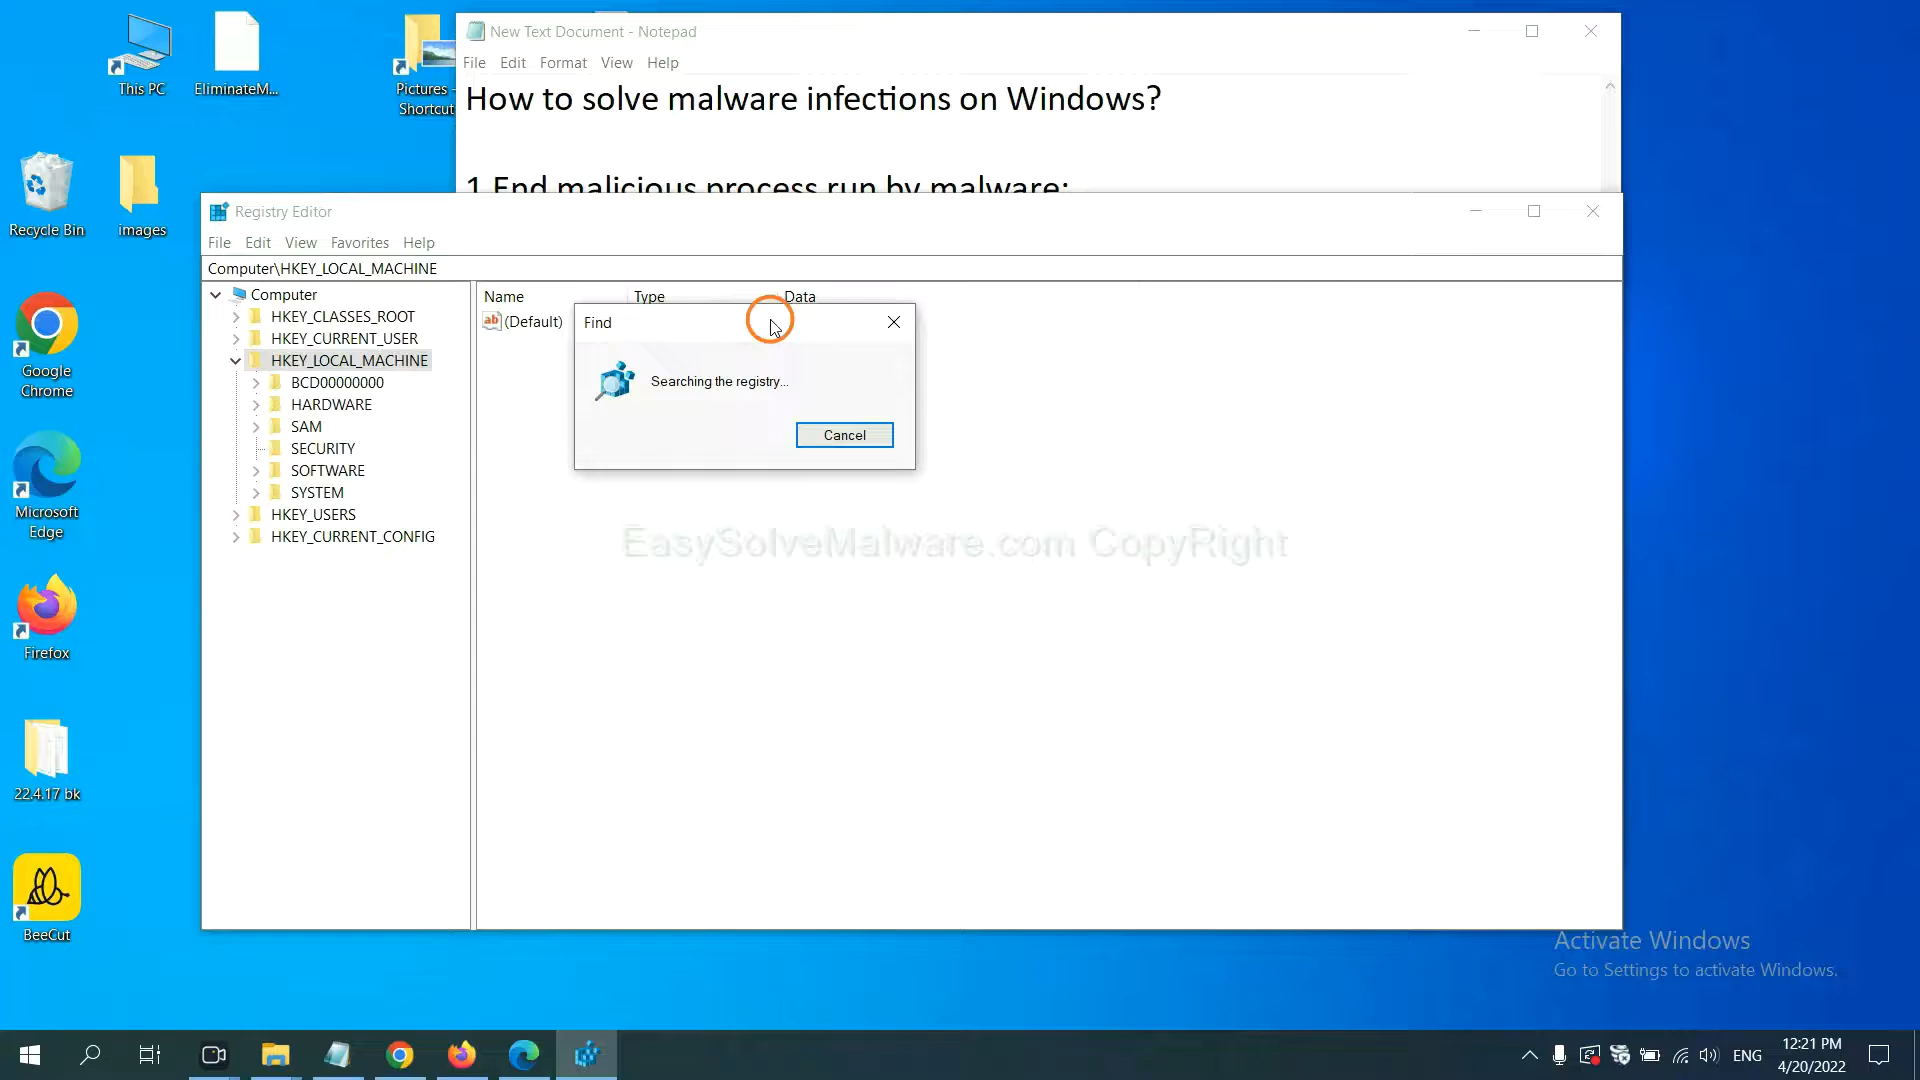 This PC
EliminateM...
Pictures -
Shortcut
Recycle Bin
images
Google
Chrome
Microsoft
Edge
Firefox
22.4.17 bk
BeeCut
New Text Document - Notepad
File Edit Format View Help
How to solve malware infections on Windows?
1 End malicious process run by malware:
Registry Editor
File Edit View Favorites Help
Computer\HKEY_LOCAL_MACHINE
Computer
HKEY_CLASSES_ROOT
HKEY_CURRENT_USER
HKEY_LOCAL_MACHINE
BCD00000000
HARDWARE
SAM
SECURITY
SOFTWARE
SYSTEM
HKEY_USERS
HKEY_CURRENT_CONFIG
Name Type Data
ab (Default)
Find
Searching the registry...
Cancel
EasySolveMalware.com CopyRight
Activate Windows
Go to Settings to activate Windows.
ENG
12:21 PM
4/20/2022